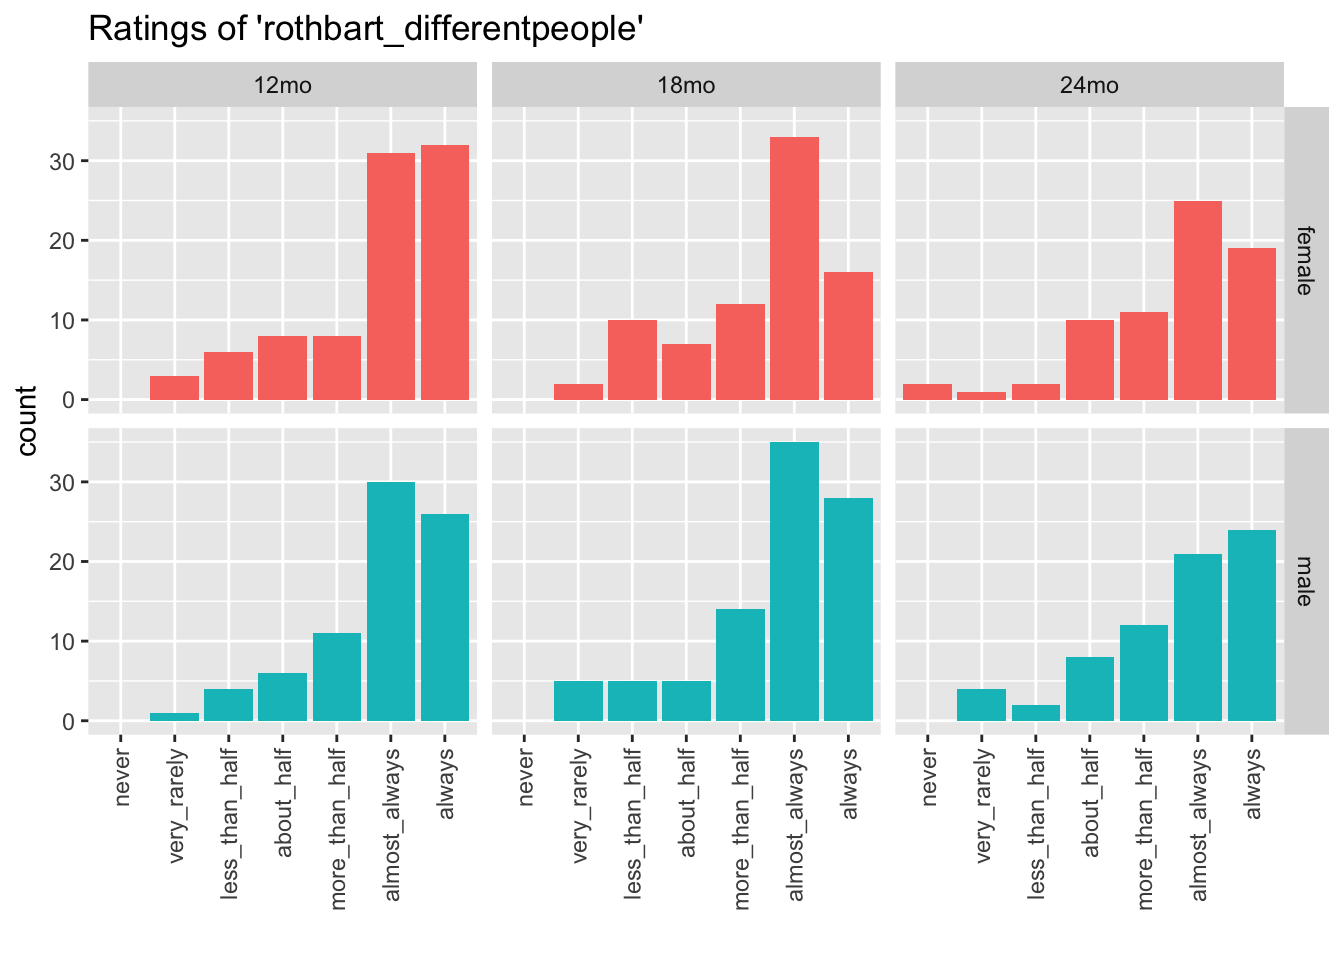 Ratings of 'rothbart_differentpeople'
12mo 18mo 24mo
30
20
10
0
female
count
30
20
10
0
male
never very_rarely less_than_half about_half more_than_half almost_always always never very_rarely less_than_half about_half more_than_half almost_always always never very_rarely less_than_half about_half more_than_half almost_always always